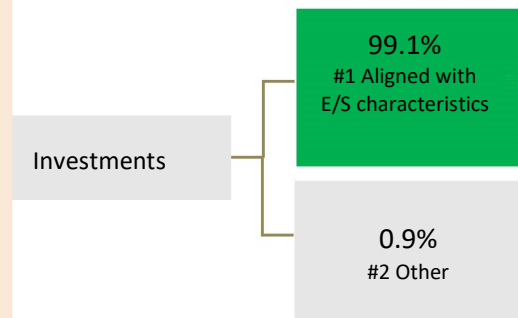 99.1%
#1 Aligned with
E/S characteristics
Investments
0.9%
#2 Other